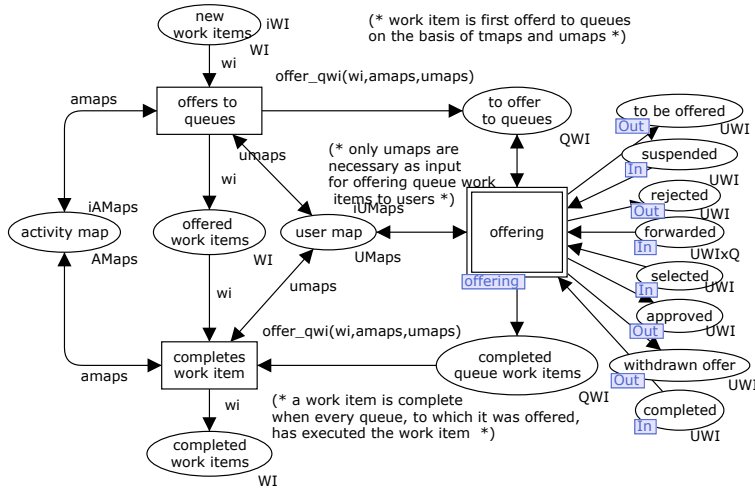 new
work items
iWI
WI
(* work item is first offerd to queues
on the basis of tmaps and umaps *)
wi
offer_qwi(wi,amaps,umaps)
amaps
offers to
queues
to offer
to queues
QWI
to be offered
Out
UWI
umaps
(* only umaps are
necessary as input
for offering queue work
items to users *)
suspended
In
UWI
wi
iAMaps
iUMaps
rejected
Out
UWI
activity map
AMaps
offered
work items
WI
user map
UMaps
offering
offering
forwarded
In
UWIxQ
selected
In
UWI
wi
umaps
approved
Out
UWI
offer_qwi(wi,amaps,umaps)
completes
work item
amaps
completed
queue work items
QWI
withdrawn offer
Out
UWI
wi
(* a work item is complete
when every queue, to which it was offered,
has executed the work item  *)
completed
In
UWI
completed
work items
WI